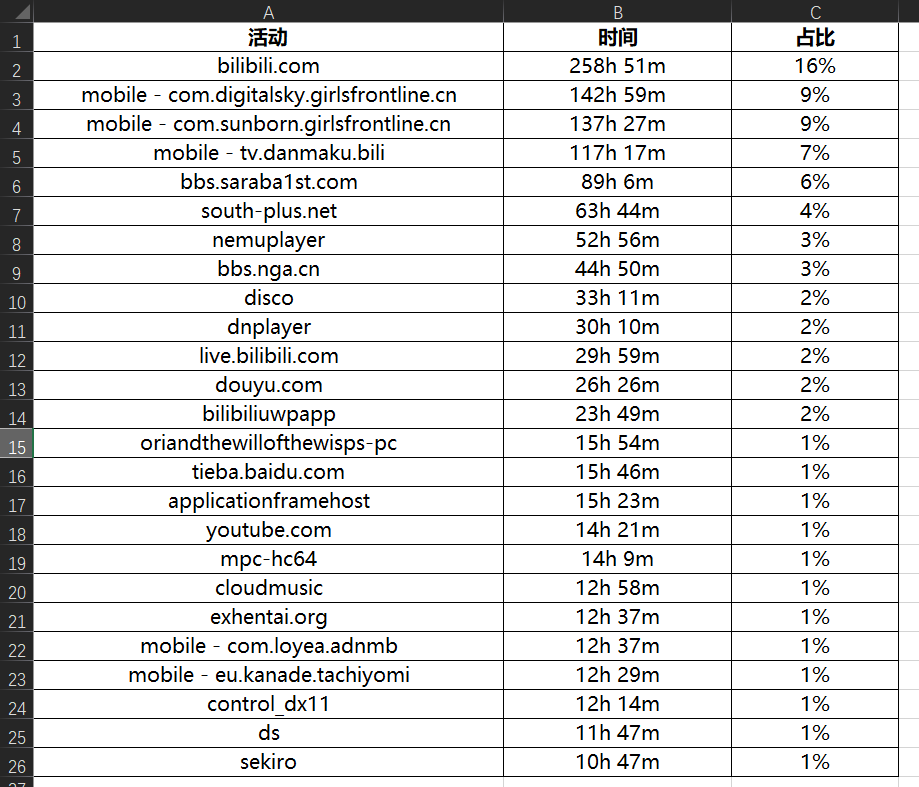 A B C
1 活动 时间 占比
2 bilibili.com 258h 51m 16%
3 mobile - com.digitalsky.girlsfrontline.cn 142h 59m 9%
4 mobile - com.sunborn.girlsfrontline.cn 137h 27m 9%
5 mobile - tv.danmaku.bili 117h 17m 7%
6 bbs.saraba1st.com 89h 6m 6%
7 south-plus.net 63h 44m 4%
8 nemuplayer 52h 56m 3%
9 bbs.nga.cn 44h 50m 3%
10 disco 33h 11m 2%
11 dnplayer 30h 10m 2%
12 live.bilibili.com 29h 59m 2%
13 douyu.com 26h 26m 2%
14 bilibiliuwpapp 23h 49m 2%
15 oriandthewillofthewisps-pc 15h 54m 1%
16 tieba.baidu.com 15h 46m 1%
17 applicationframehost 15h 23m 1%
18 youtube.com 14h 21m 1%
19 mpc-hc64 14h 9m 1%
20 cloudmusic 12h 58m 1%
21 exhentai.org 12h 37m 1%
22 mobile - com.loyea.adnmb 12h 37m 1%
23 mobile - eu.kanade.tachiyomi 12h 29m 1%
24 control_dx11 12h 14m 1%
25 ds 11h 47m 1%
26 sekiro 10h 47m 1%
27